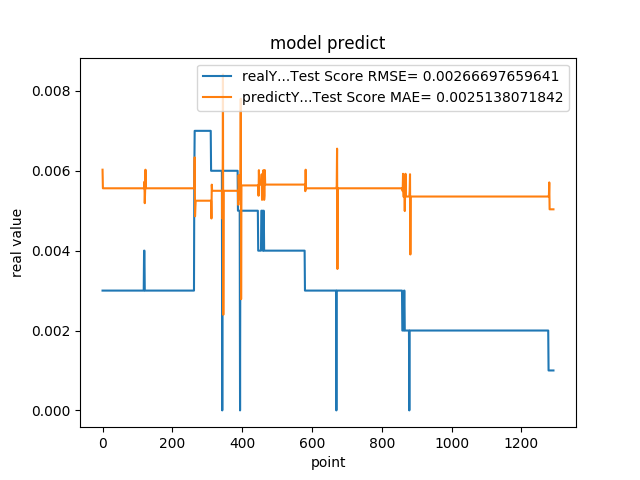 model predict
realY...Test Score RMSE= 0.00266697659641
predictY...Test Score MAE= 0.0025138071842
real value
0.008
0.006
0.004
0.002
0.000
0 200 400 600 800 1000 1200
point